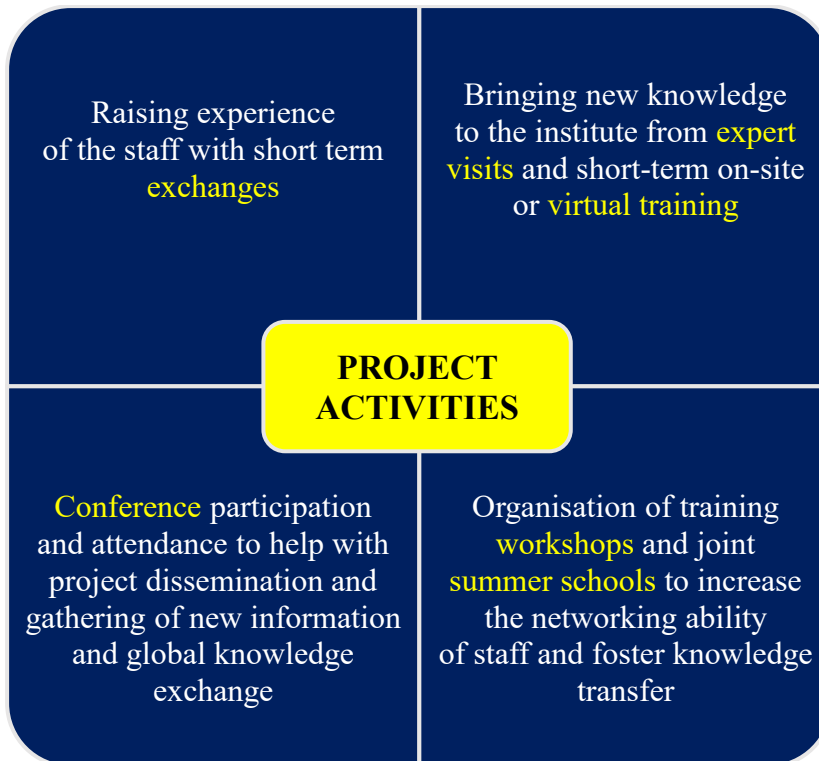 Raising experience
of the staff with short term
exchanges
Bringing new knowledge
to the institute from expert
visits and short-term on-site
or virtual training
PROJECT
ACTIVITIES
Conference participation
and attendance to help with
project dissemination and
gathering of new information
and global knowledge
exchange
Organisation of training
workshops and joint
summer schools to increase
the networking ability
of staff and foster knowledge
transfer